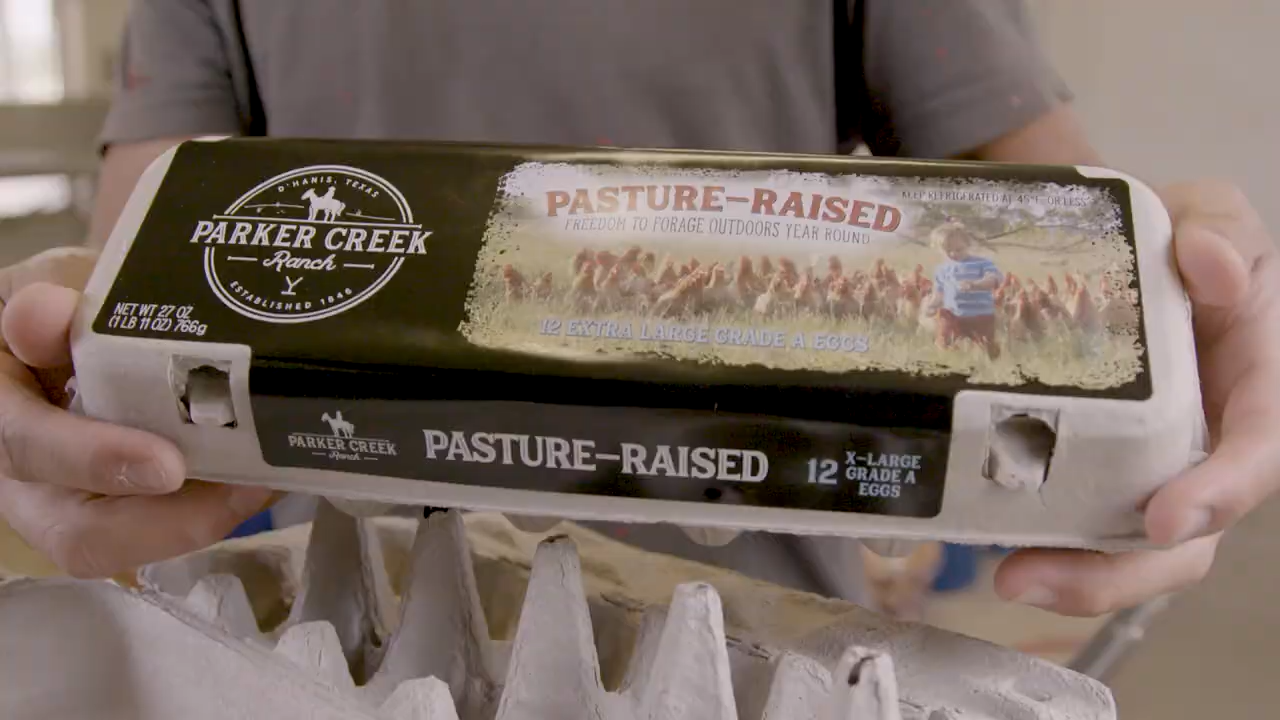 D'HANIS, TEXAS
PARKER CREEK
Ranch
ESTABLISHED 1846
NET WT 27 OZ
(1 LB 11 OZ) 766g
PASTURE-RAISED
KEEP REFRIGERATED AT 45°F OR LESS
FREEDOM TO FORAGE OUTDOORS YEAR ROUND
12 EXTRA LARGE GRADE A EGGS
PARKER CREEK
Ranch
PASTURE-RAISED
12 X-LARGE
GRADE A
EGGS